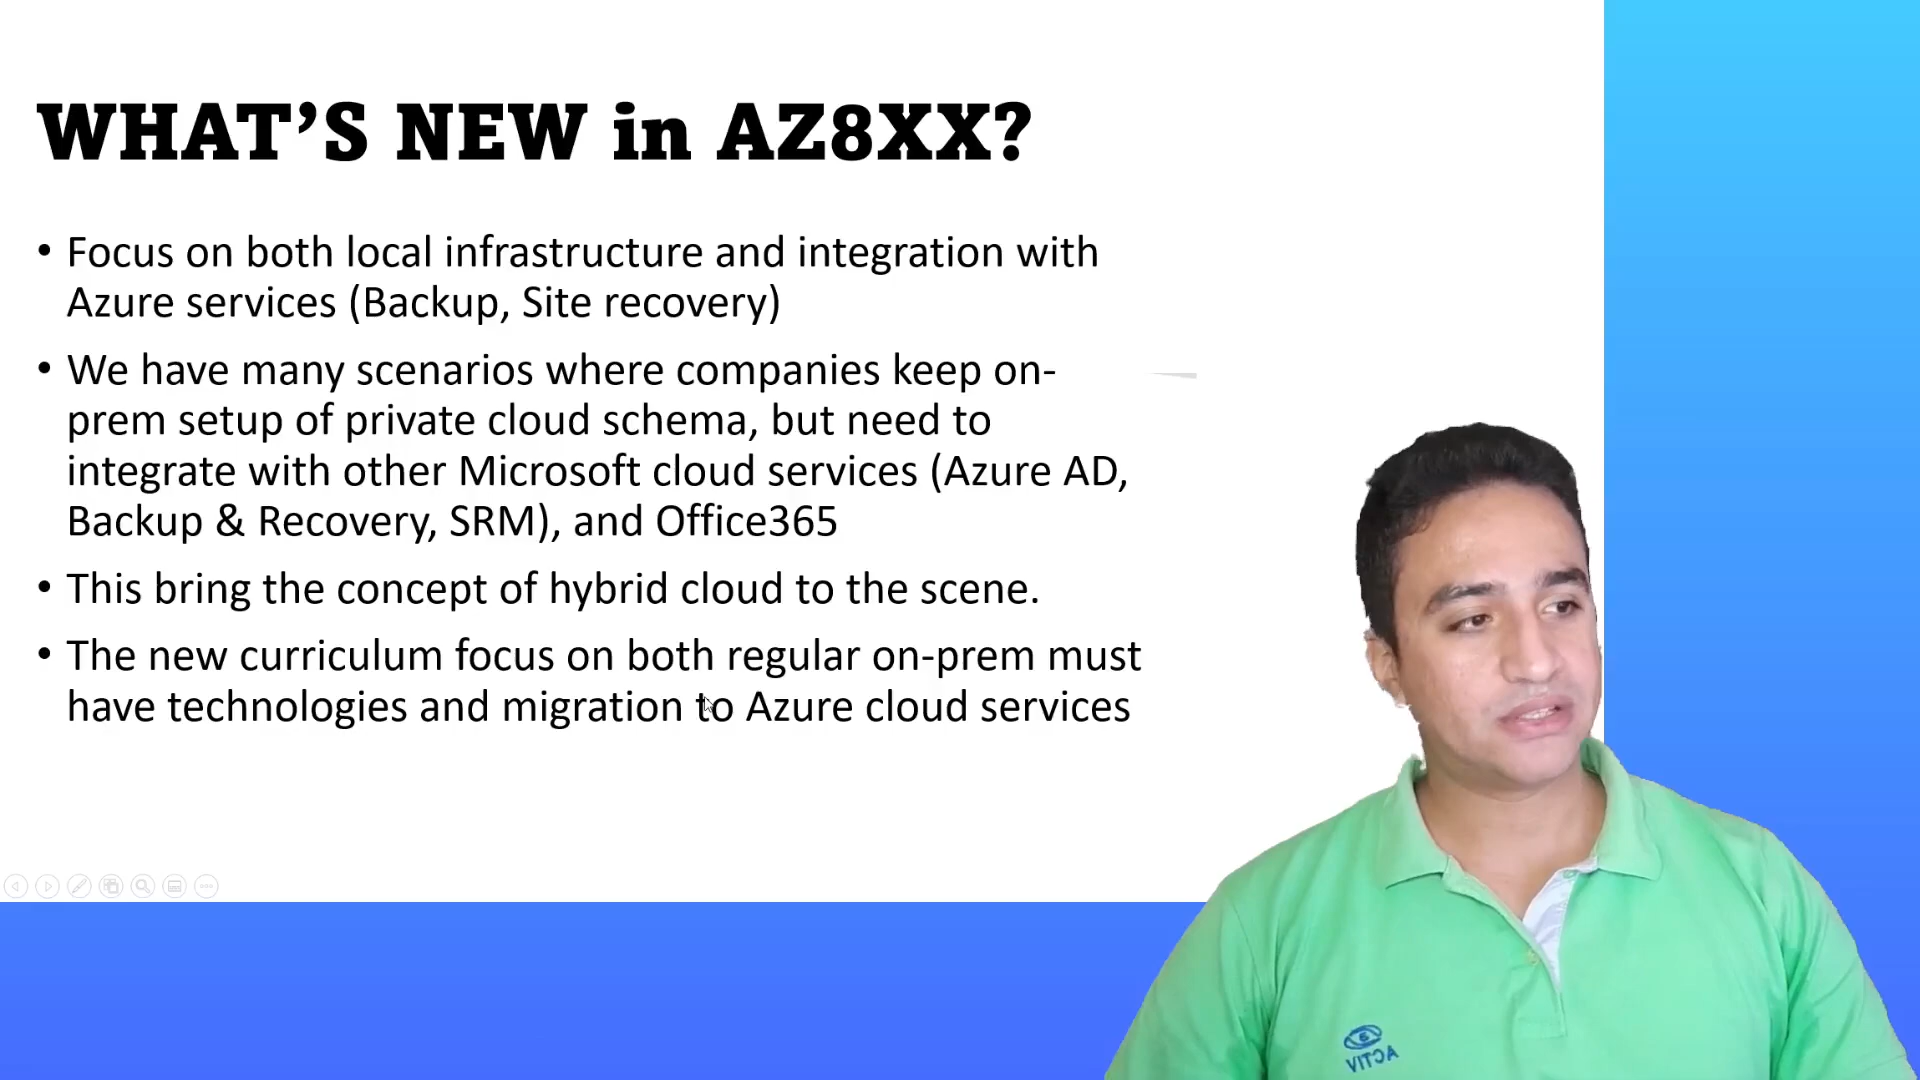 WHAT’S NEW in AZ8XX?
• Focus on both local infrastructure and integration with
Azure services (Backup, Site recovery)
• We have many scenarios where companies keep on-
prem setup of private cloud schema, but need to
integrate with other Microsoft cloud services (Azure AD,
Backup & Recovery, SRM), and Office365
• This bring the concept of hybrid cloud to the scene.
• The new curriculum focus on both regular on-prem must
have technologies and migration to Azure cloud services
ACTIV